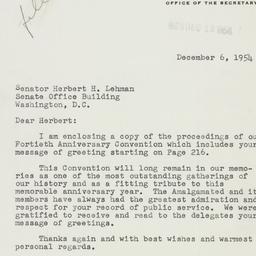 OFFICE OF THE SECRETARY
December 6, 1954
Senator Herbert H. Lehman
Senate Office Building
Washington, D.C.
Dear Herbert:
I am enclosing a copy of the proceedings of ou
Fortieth Anniversary Convention which includes your
message of greeting starting on Page 216.
This Convention will long remain in our memo-
ries as one of the most outstanding gatherings of
our history and as a fitting tribute to this
memorable anniversary year. The Amalgamated and it
members have always had the greatest admiration and
respect for your record of public service. We were
gratified to receive and read to the delegates your
message of greetings.
Thanks again and with best wishes and warmest
personal regards.